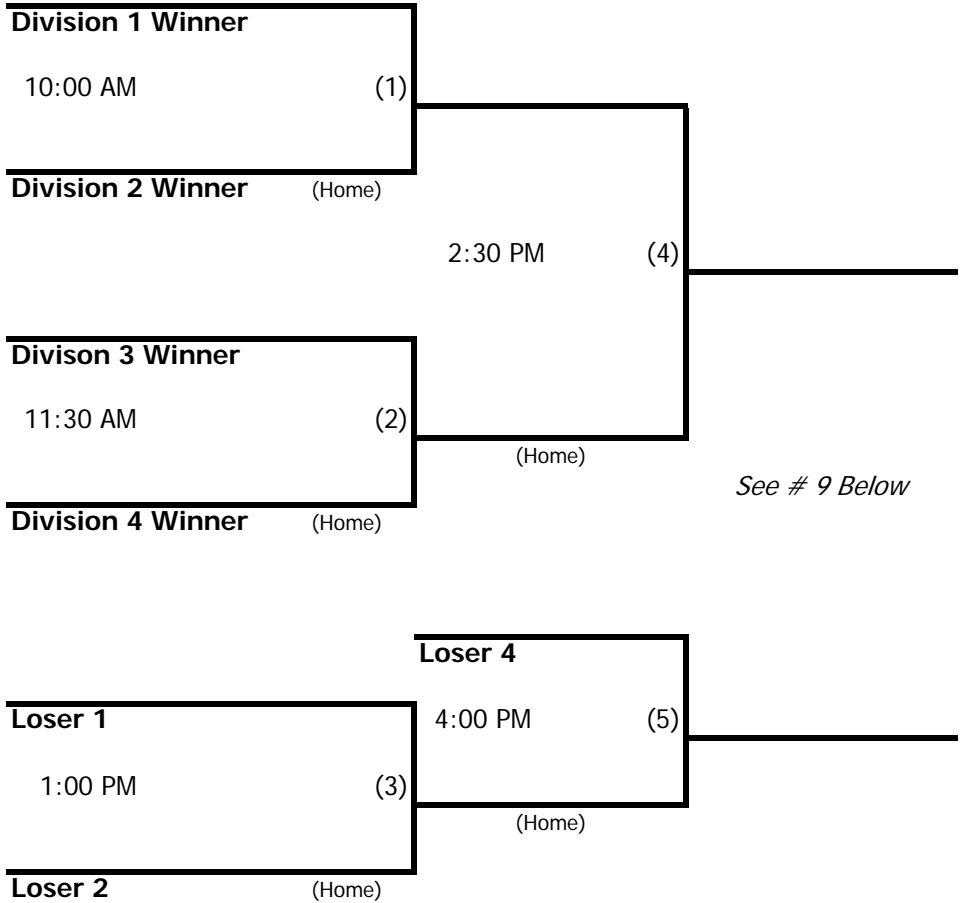 Division 1 Winner
10:00 AM (1)
Division 2 Winner (Home)
2:30 PM (4)
Divison 3 Winner
11:30 AM (2)
(Home)
See # 9 Below
Division 4 Winner (Home)
Loser 4
Loser 1 4:00 PM (5)
1:00 PM (3)
(Home)
Loser 2 (Home)